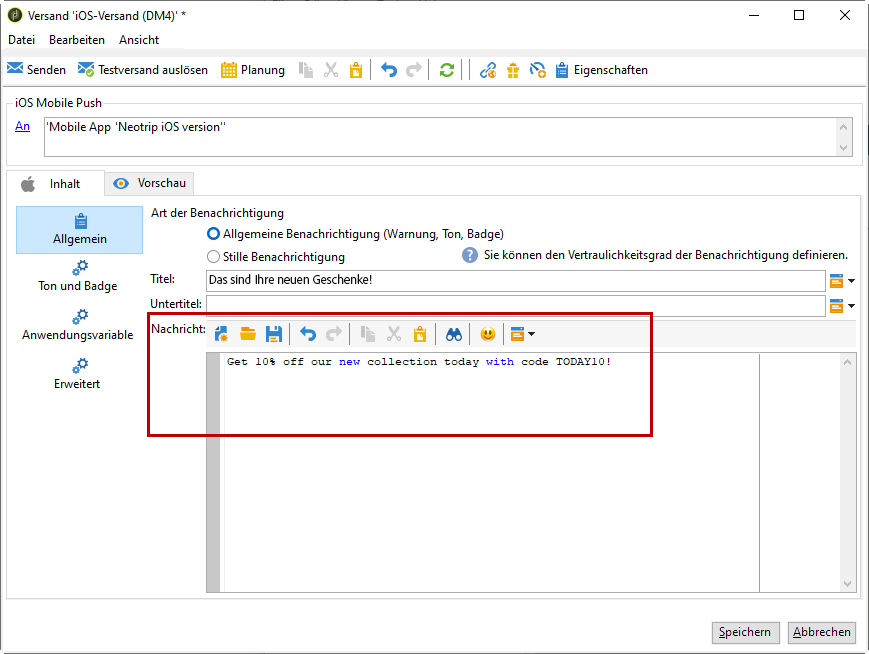 Versand 'iOS-Versand (DM4)' *
Datei Bearbeiten Ansicht
Senden Testversand auslösen Planung Eigenschaften
iOS Mobile Push
An 'Mobile App 'Neotrip iOS version''
Inhalt Vorschau
Allgemein
Ton und Badge
Anwendungsvariable
Erweitert
Art der Benachrichtigung
Allgemeine Benachrichtigung (Warnung, Ton, Badge)
Stille Benachrichtigung
Sie können den Vertraulichkeitsgrad der Benachrichtigung definieren.
Titel: Das sind Ihre neuen Geschenke!
Untertitel:
Nachricht:
Get 10% off our new collection today with code TODAY10!
Speichern Abbrechen